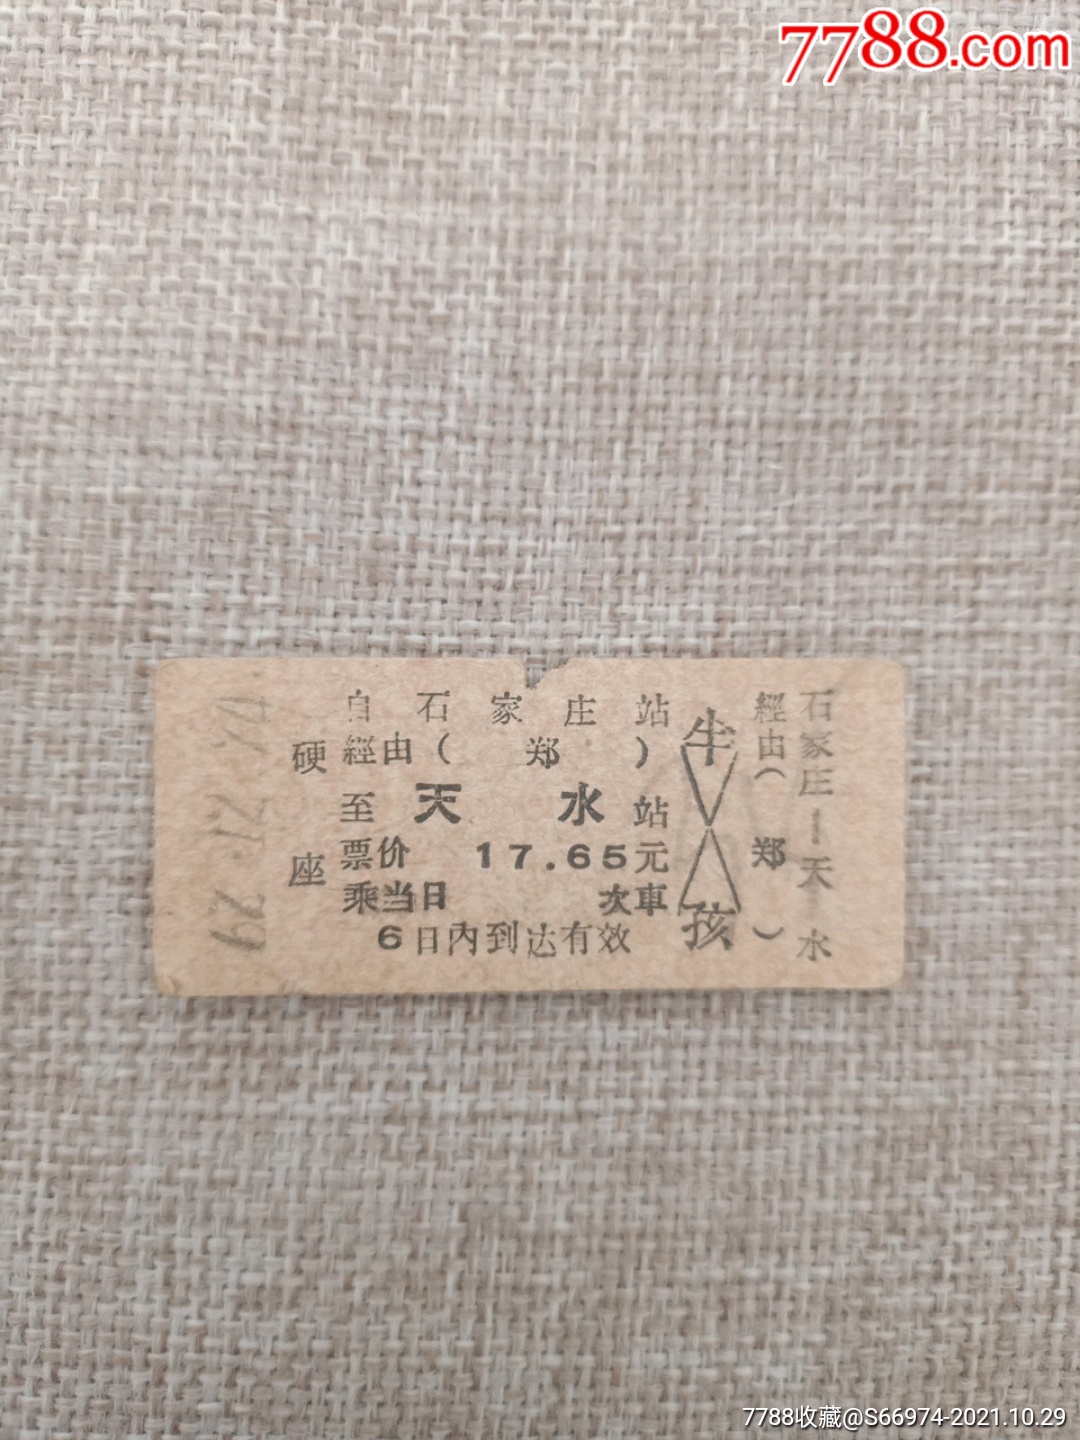 7788.com
自石家庄站
經由(郑)
至天水站
硬座
票价 17.65元
乘当日 次車
6日內到达有效
半
孩
經由(郑)
石家庄—天水
62.12.14
7788收藏@S66974-2021.10.29